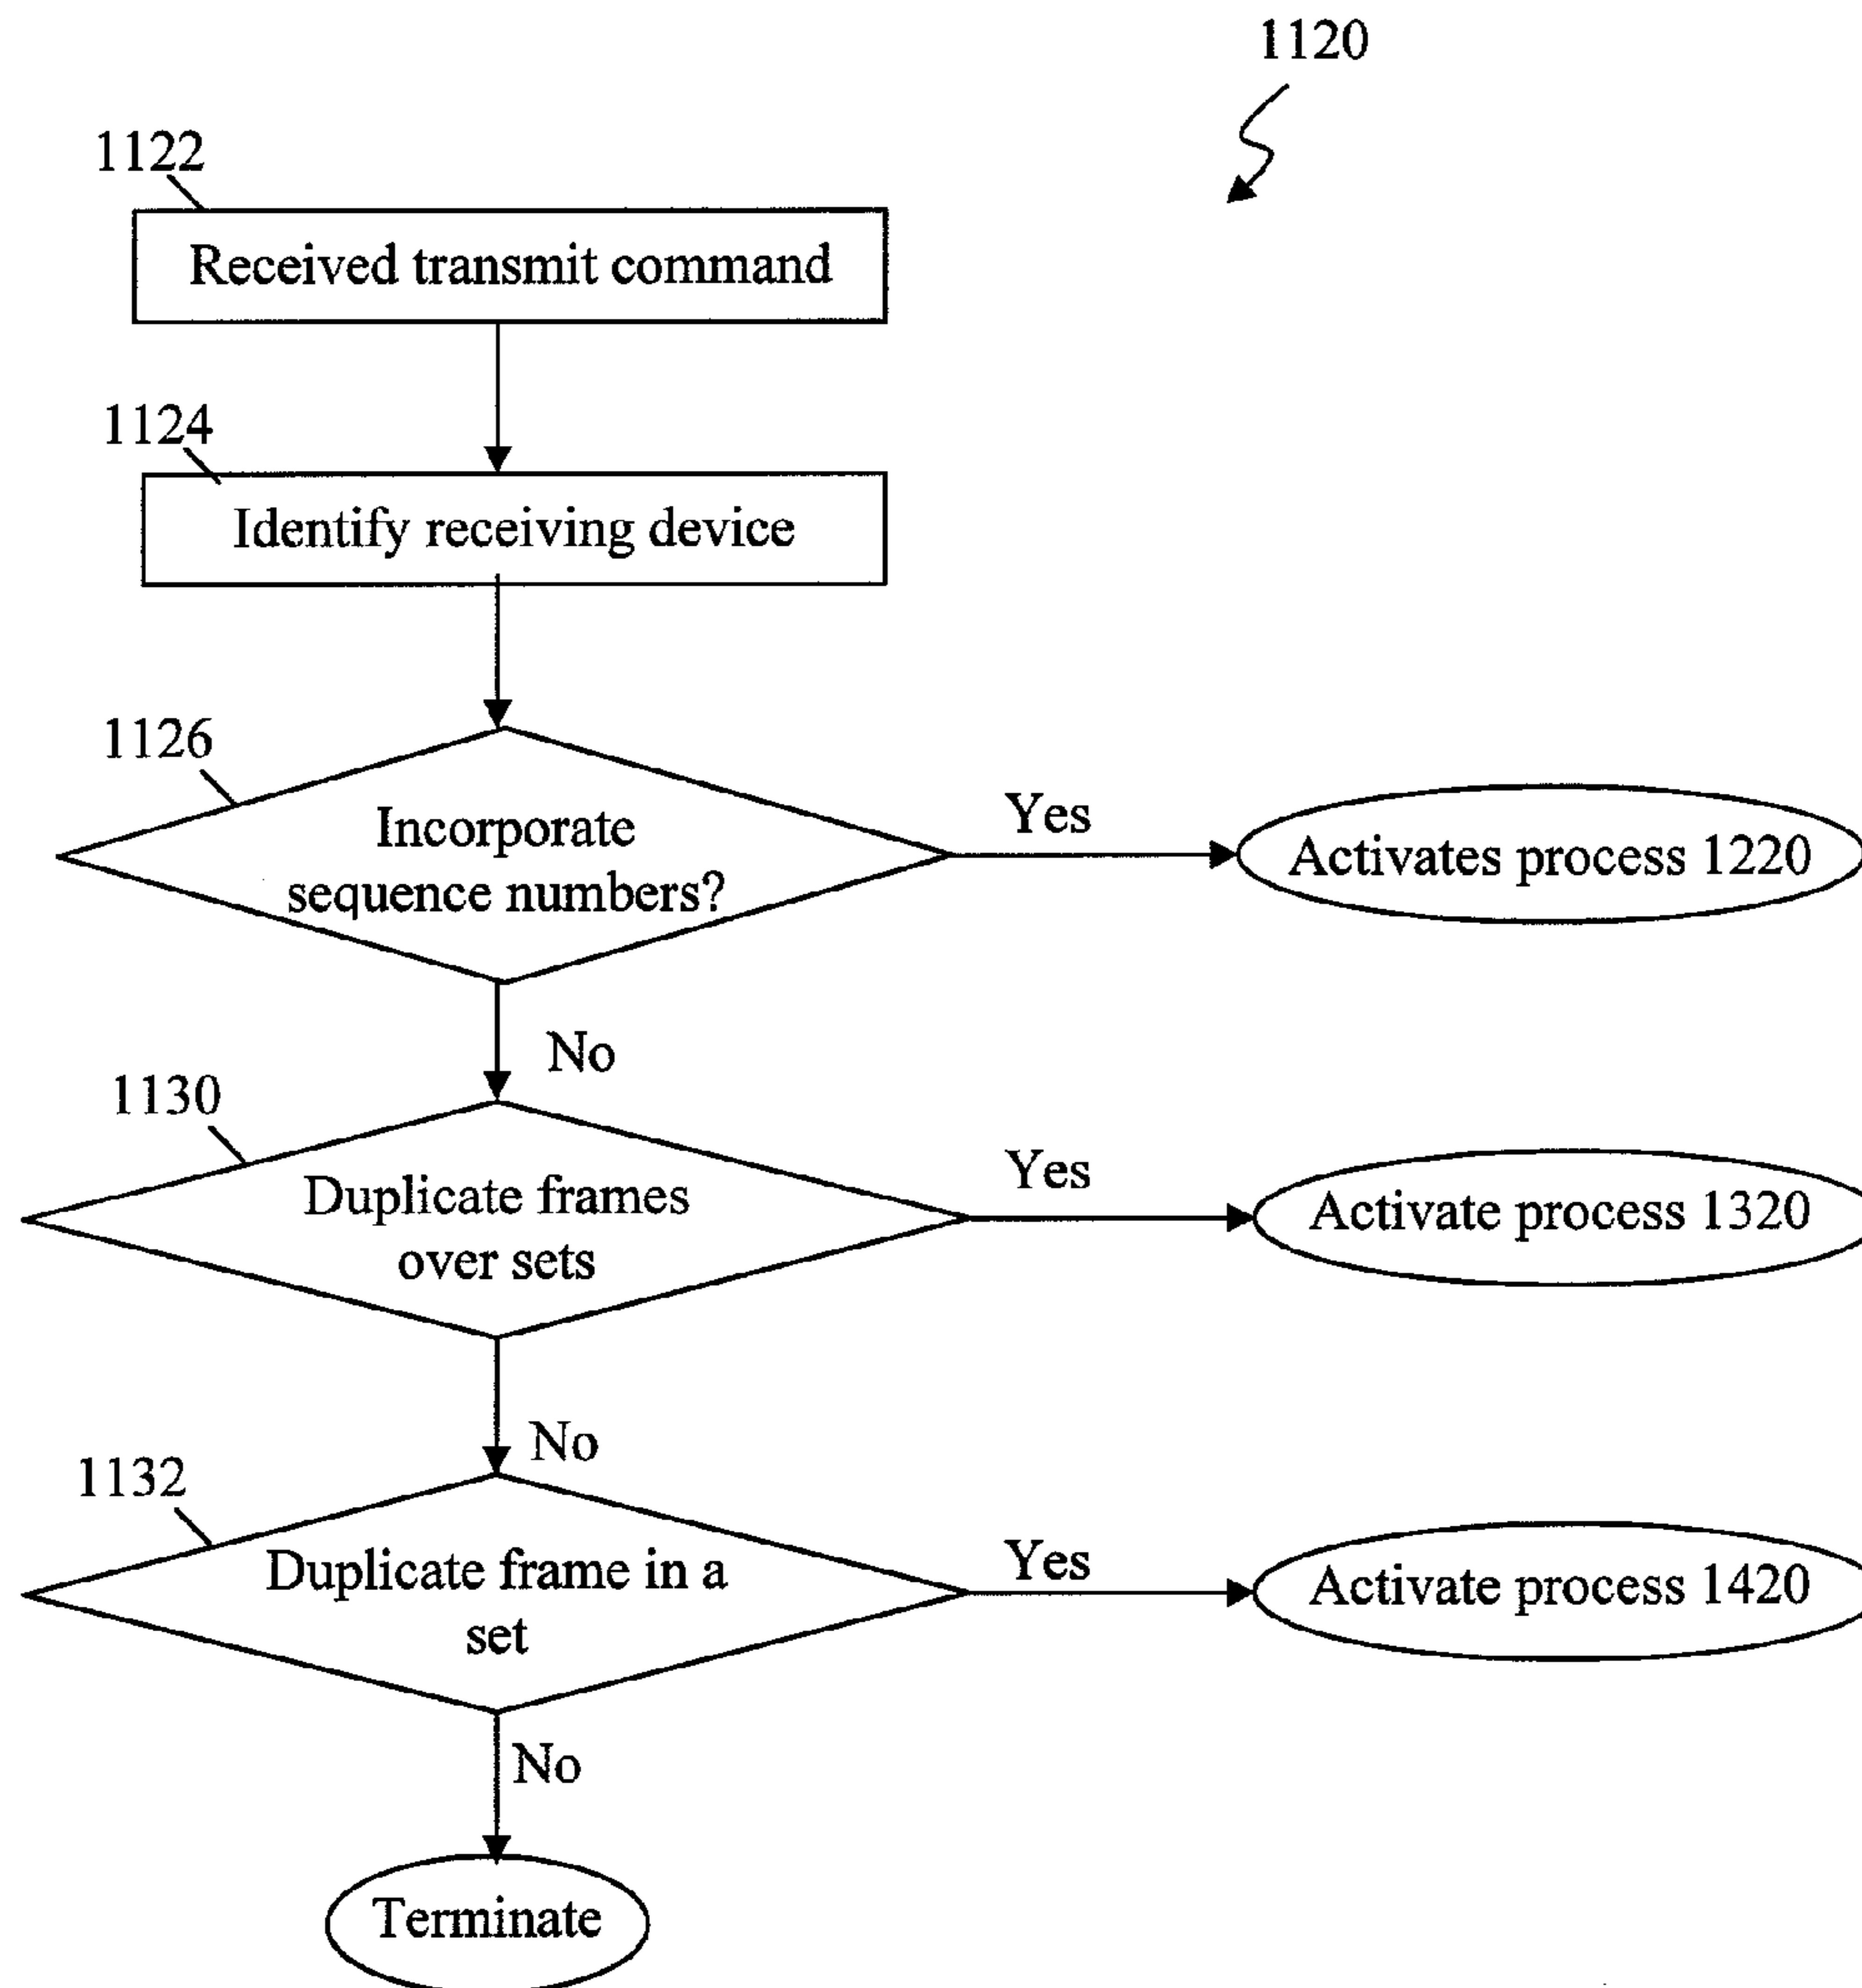 1120
1122
Received transmit command
1124
Identify receiving device
1126
Incorporate
sequence numbers?
Yes
Activates process 1220
No
1130
Duplicate frames
over sets
Yes
Activate process 1320
No
1132
Duplicate frame in a
set
Yes
Activate process 1420
No
Terminate